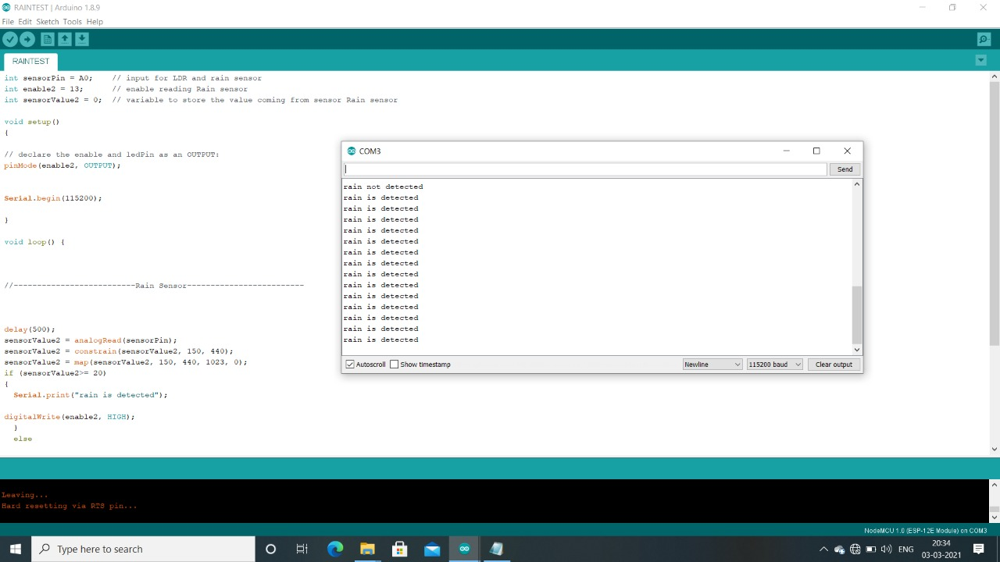 RAINTEST | Arduino 1.8.9
File Edit Sketch Tools Help
RAINTEST
int sensorPin = A0;    // input for LDR and rain sensor
int enable2 = 13;      // enable reading Rain sensor
int sensorValue2 = 0;  // variable to store the value coming from sensor Rain sensor
void setup()
{
// declare the enable and ledPin as an OUTPUT:
pinMode(enable2, OUTPUT);
Serial.begin(115200);
}
void loop() {
//--------------------------Rain Sensor-------------------------
delay(500);
sensorValue2 = analogRead(sensorPin);
sensorValue2 = constrain(sensorValue2, 150, 440);
sensorValue2 = map(sensorValue2, 150, 440, 1023, 0);
if (sensorValue2>= 20)
{
Serial.print("rain is detected");
digitalWrite(enable2, HIGH);
}
else
COM3
Send
rain not detected
rain is detected
rain is detected
rain is detected
rain is detected
rain is detected
rain is detected
rain is detected
rain is detected
rain is detected
rain is detected
rain is detected
rain is detected
rain is detected
rain is detected
Autoscroll Show timestamp Newline 115200 baud Clear output
Leaving...
Hard resetting via RTS pin...
NodeMCU 1.0 (ESP-12E Module) on COM3
Type here to search
ENG
20:34
03-03-2021